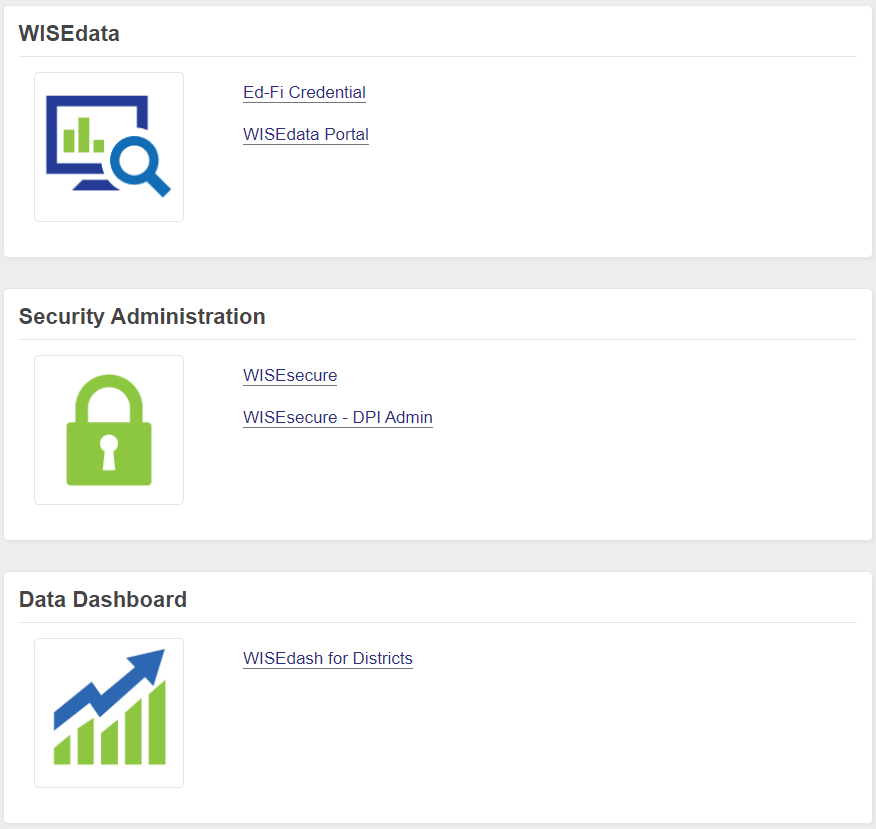 WISEdata
Ed-Fi Credential
WISEdata Portal
Security Administration
WISEsecure
WISEsecure - DPI Admin
Data Dashboard
WISEdash for Districts